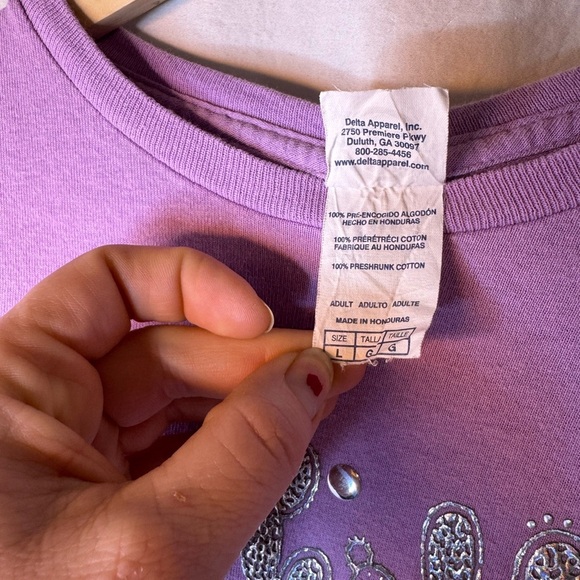 Delta Apparel, Inc.
2750 Premiere Pkwy
Duluth, GA 30097
800-285-4456
www.deltaapparel.com
100% PRE-ENCOGIDO ALGODÓN
HECHO EN HONDURAS
100% PRÉRÉTRÉCI COTON
FABRIQUE AU HONDURAS
100% PRESHRUNK COTTON
ADULT ADULTO ADULTE
MADE IN HONDURAS
SIZE TALLA TAILLE
L G G